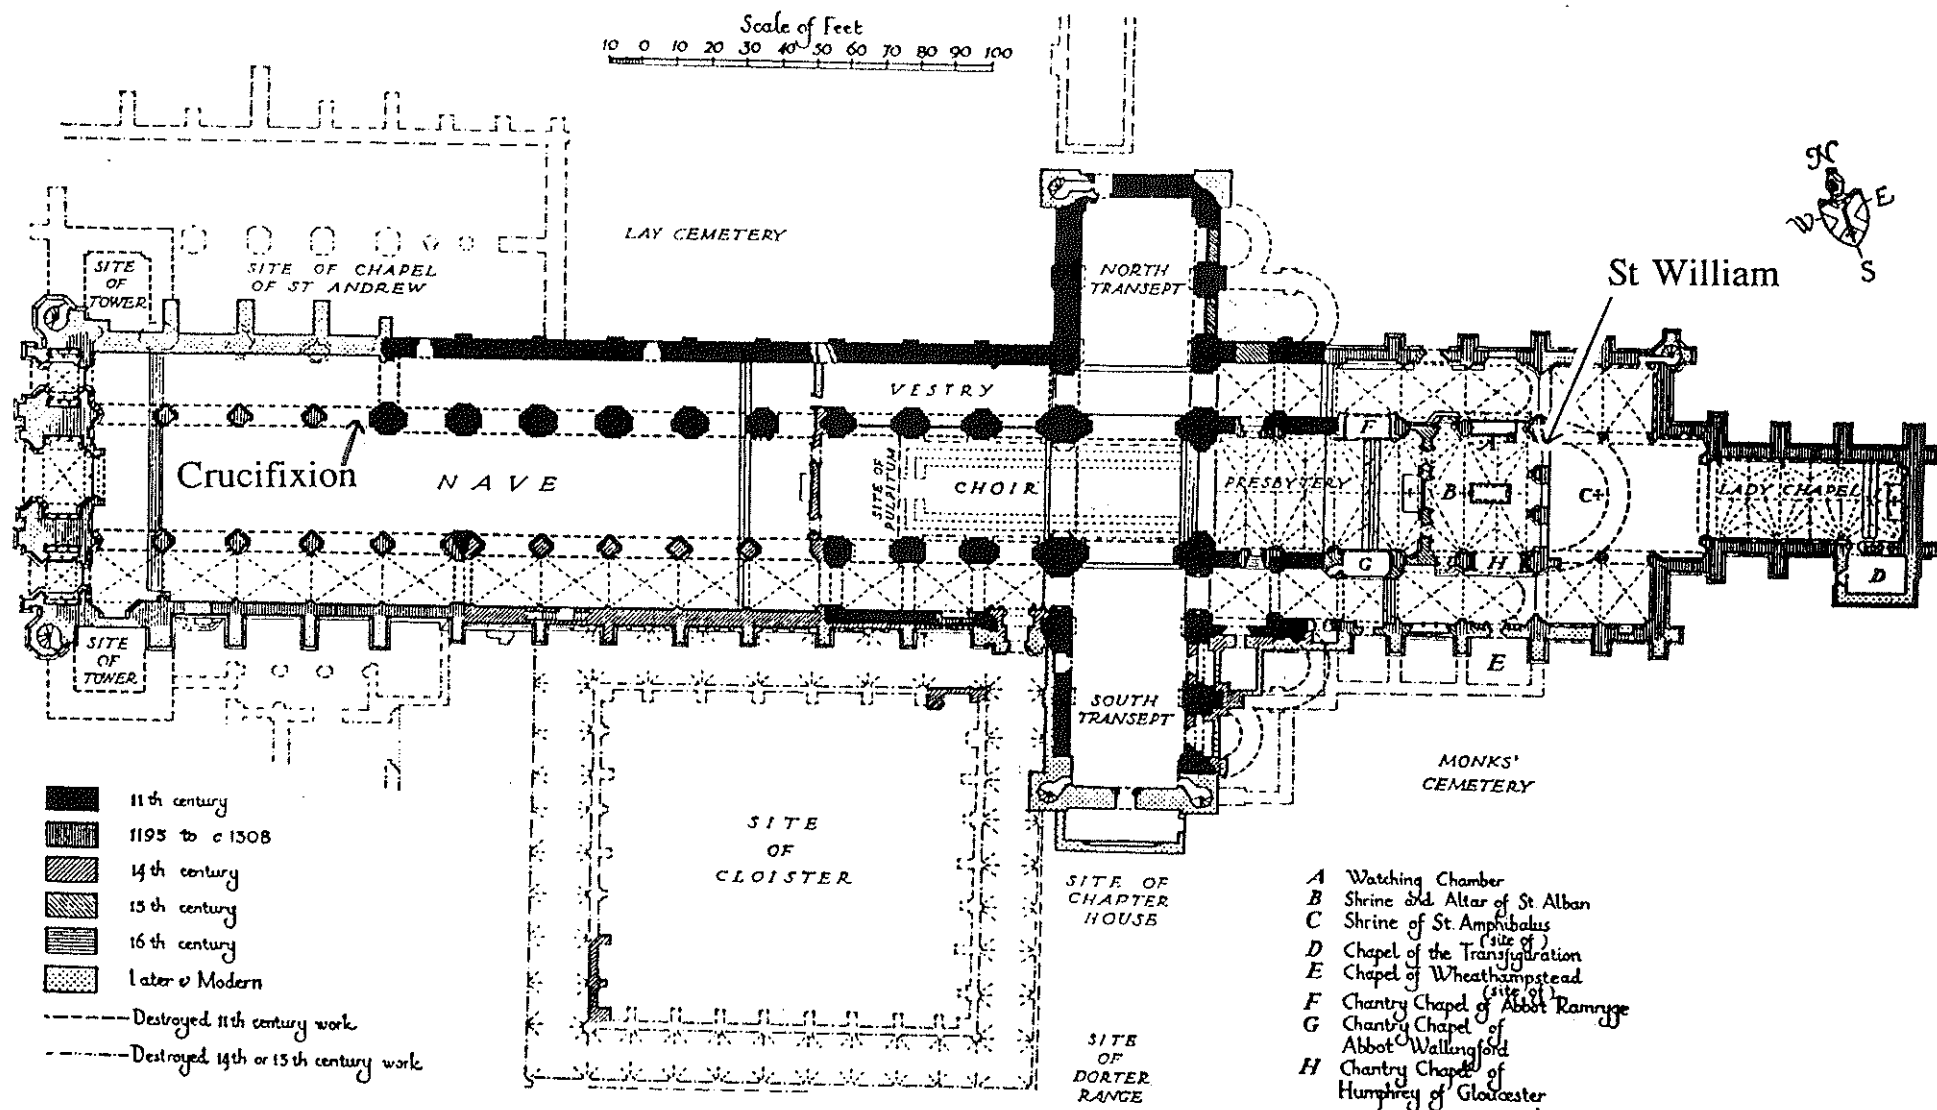 Scale of Feet
10 0 10 20 30 40 50 60 70 80 90 100
N
W
E
S
LAY CEMETERY
SITE OF CHAPEL
OF ST ANDREW
SITE
OF
TOWER
NORTH
TRANSEPT
St William
VESTRY
Crucifixion
NAVE
SITE OF
PULPITUM
CHOIR
PRESBYTERY
F
A
B
C+
LADY CHAPEL
G
H
D
E
SITE
OF
TOWER
SOUTH
TRANSEPT
MONKS'
CEMETERY
SITE
OF
CLOISTER
SITE OF
CHAPTER
HOUSE
SITE
OF
DORTER
RANGE
11th century
1195 to c 1308
14th century
15th century
16th century
Later & Modern
Destroyed 11th century work
Destroyed 14th or 15th century work
A Watching Chamber
B Shrine and Altar of St. Alban
C Shrine of St. Amphibalus
(site of)
D Chapel of the Transfiguration
E Chapel of Wheathampstead
(site of)
F Chantry Chapel of Abbot Ramryge
G Chantry Chapel of
Abbot Wallingford
H Chantry Chapel of
Humphrey of Gloucester